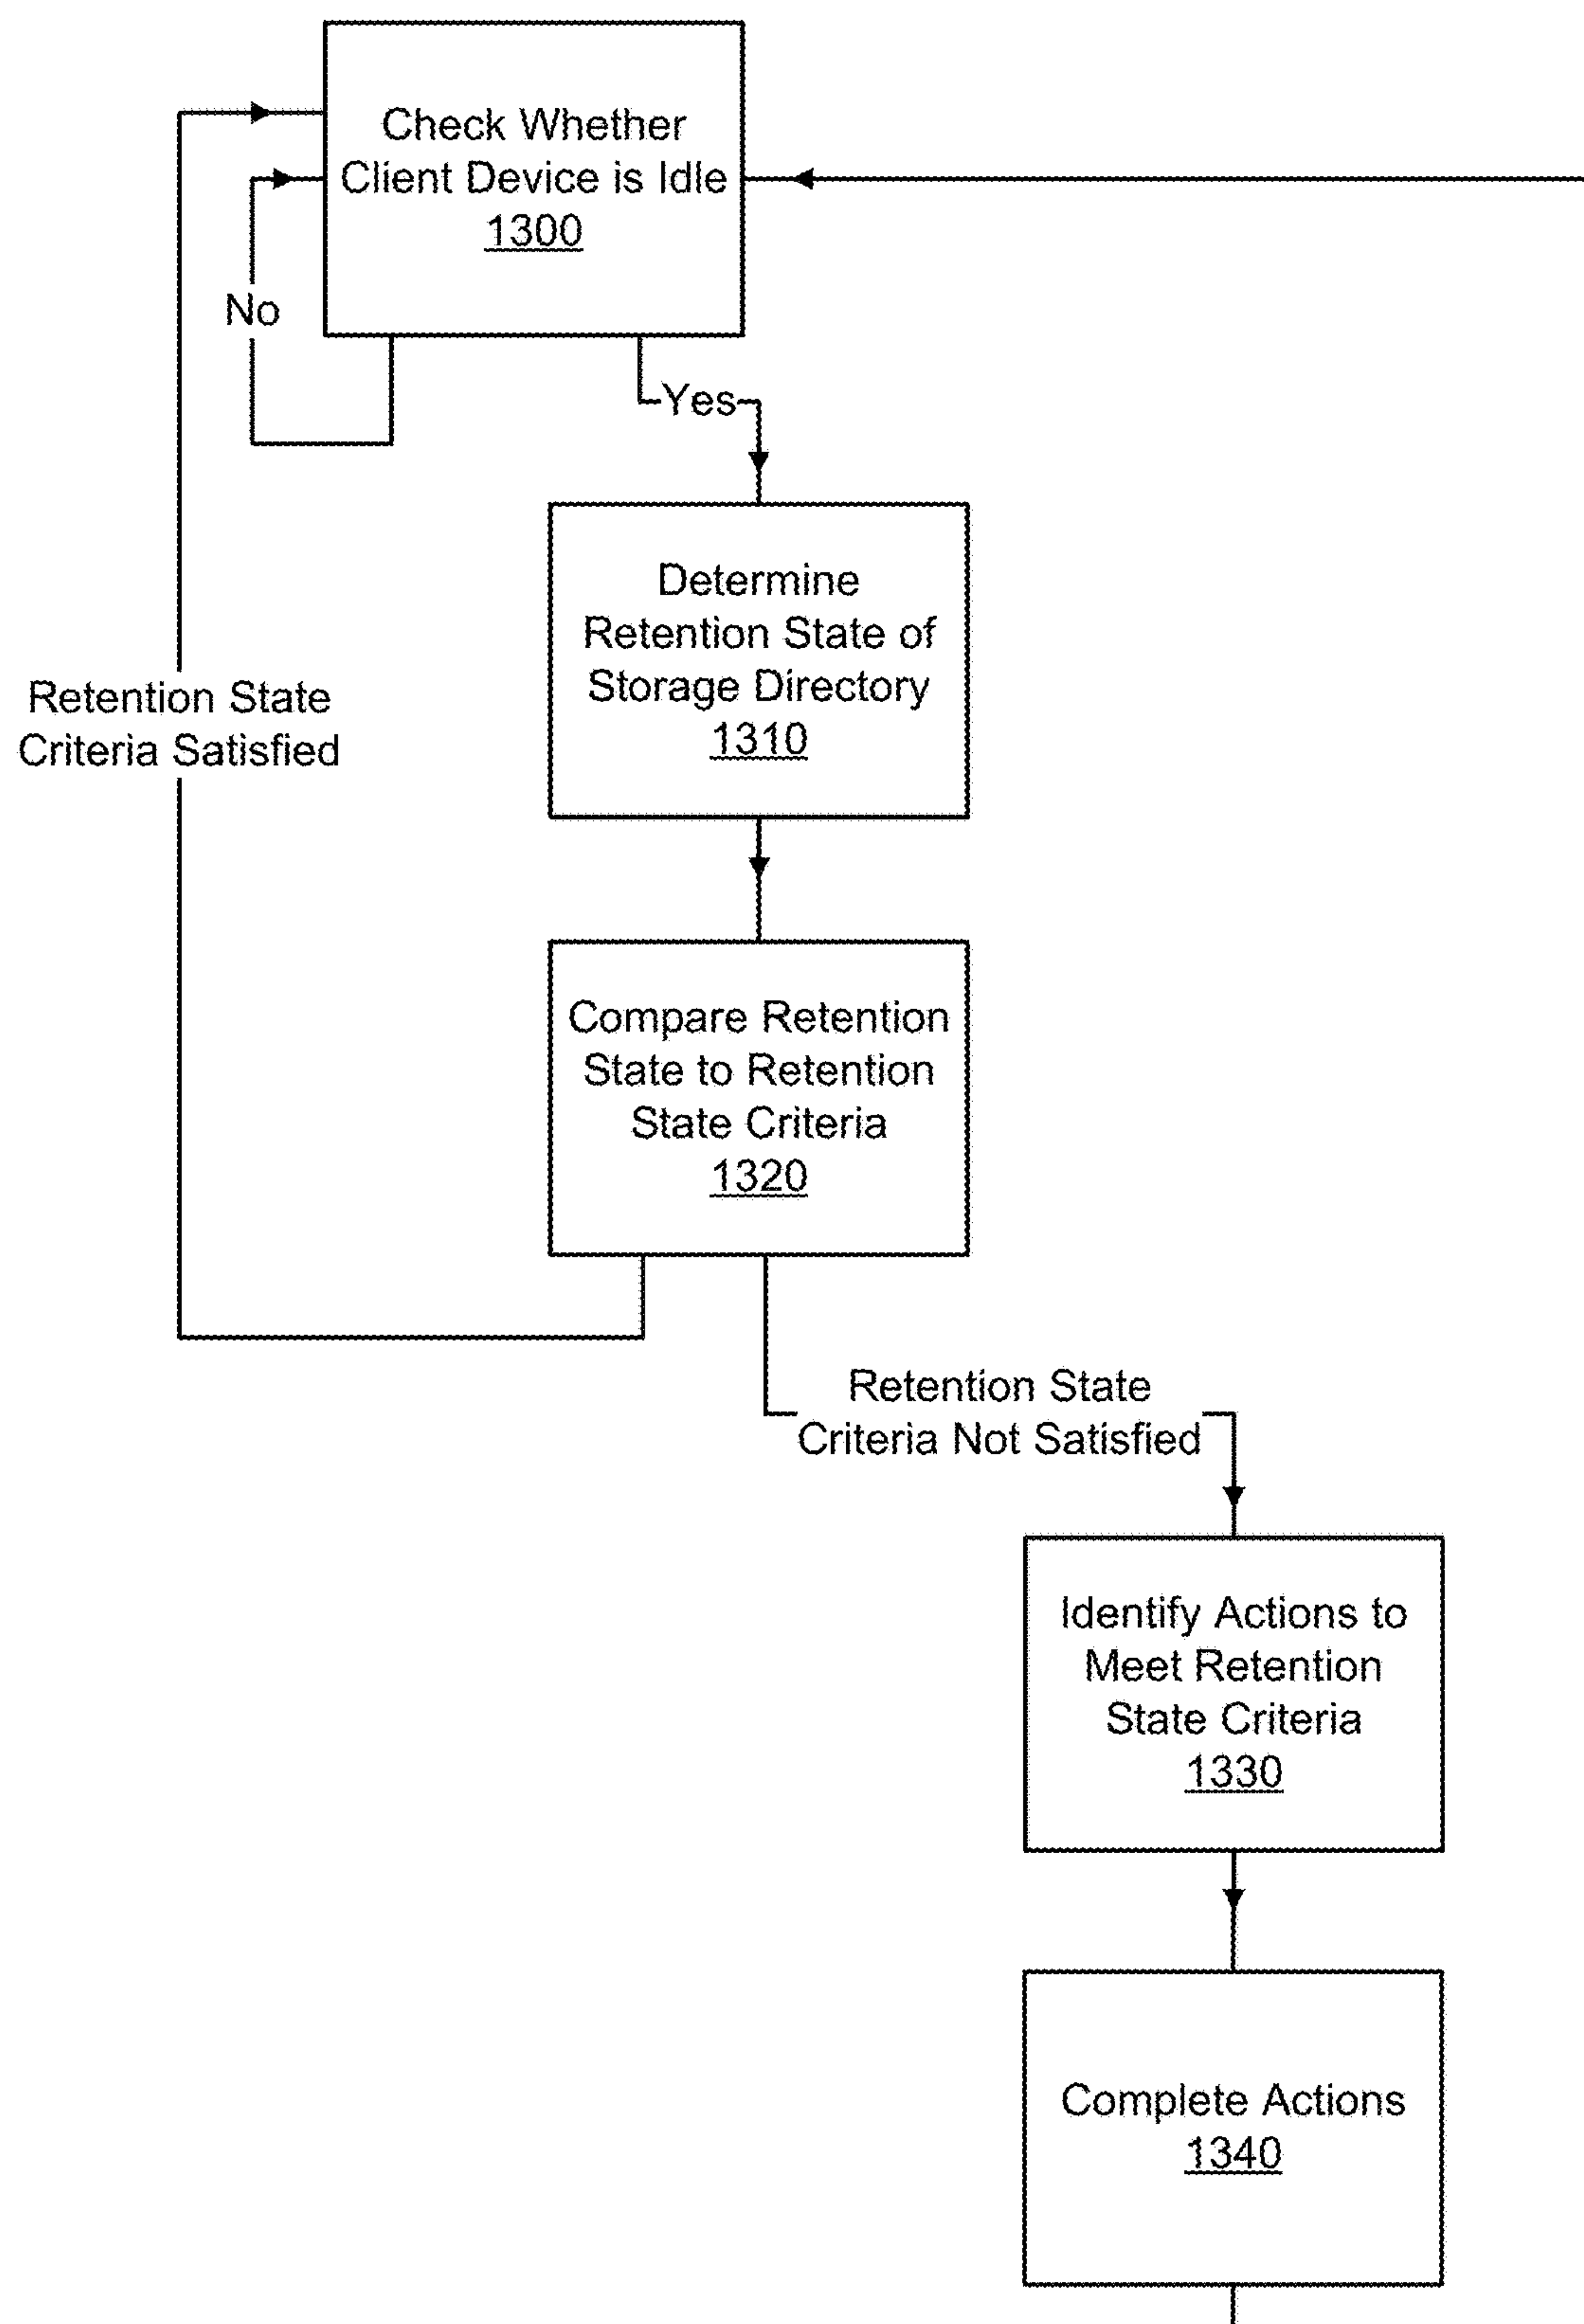 Check Whether
Client Device is Idle
1300
No
Yes
Determine
Retention State of
Storage Directory
1310
Retention State
Criteria Satisfied
Compare Retention
State to Retention
State Criteria
1320
Retention State
Criteria Not Satisfied
Identify Actions to
Meet Retention
State Criteria
1330
Complete Actions
1340